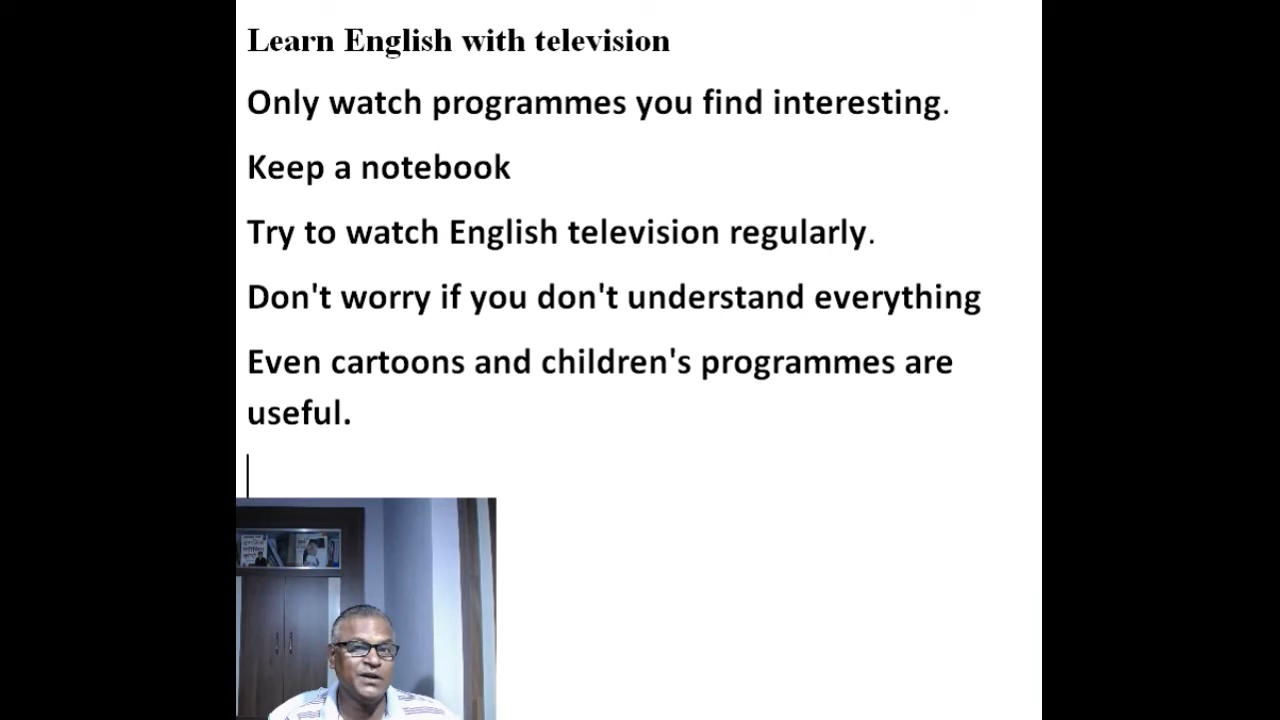 Learn English with television
Only watch programmes you find interesting.
Keep a notebook
Try to watch English television regularly.
Don't worry if you don't understand everything
Even cartoons and children's programmes are
useful.